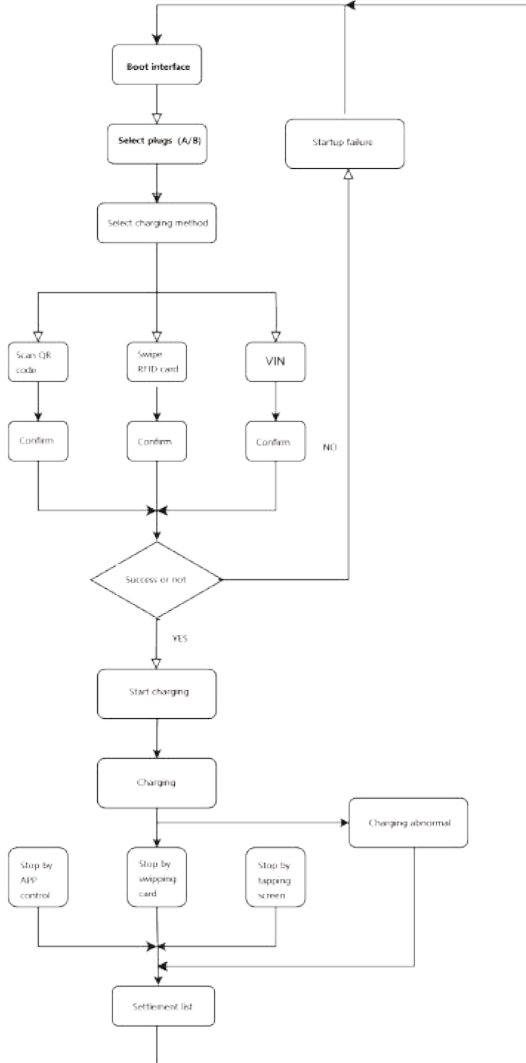 Boot interface
Select plugs (A/B)
Startup failure
Select charging method
Scan QR
code
Swipe
RFID card
VIN
Confirm
Confirm
Confirm
NO
Success or not
YES
Start charging
Charging
Charging abnormal
Stop by
APP
control
Stop by
swipping
card
Stop by
tapping
screen
Settlement list